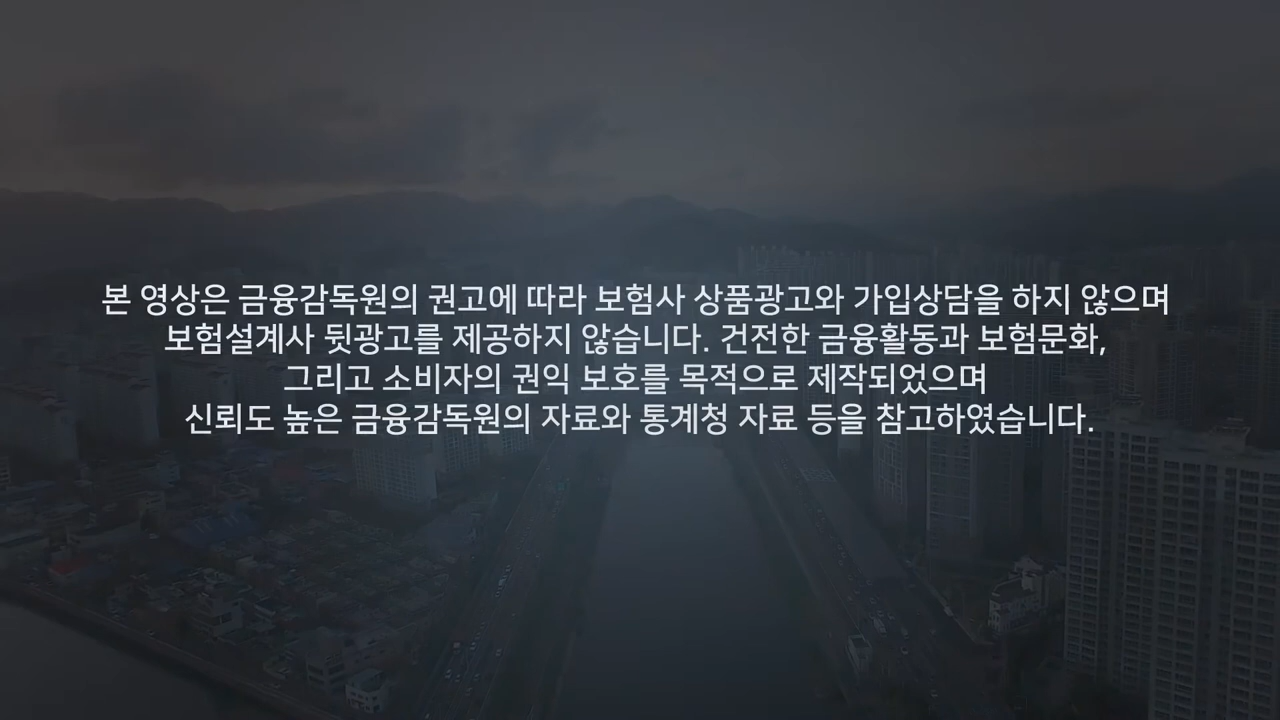 본 영상은 금융감독원의 권고에 따라 보험사 상품광고와 가입상담을 하지 않으며
보험설계사 뒷광고를 제공하지 않습니다. 건전한 금융활동과 보험문화,
그리고 소비자의 권익 보호를 목적으로 제작되었으며
신뢰도 높은 금융감독원의 자료와 통계청 자료 등을 참고하였습니다.